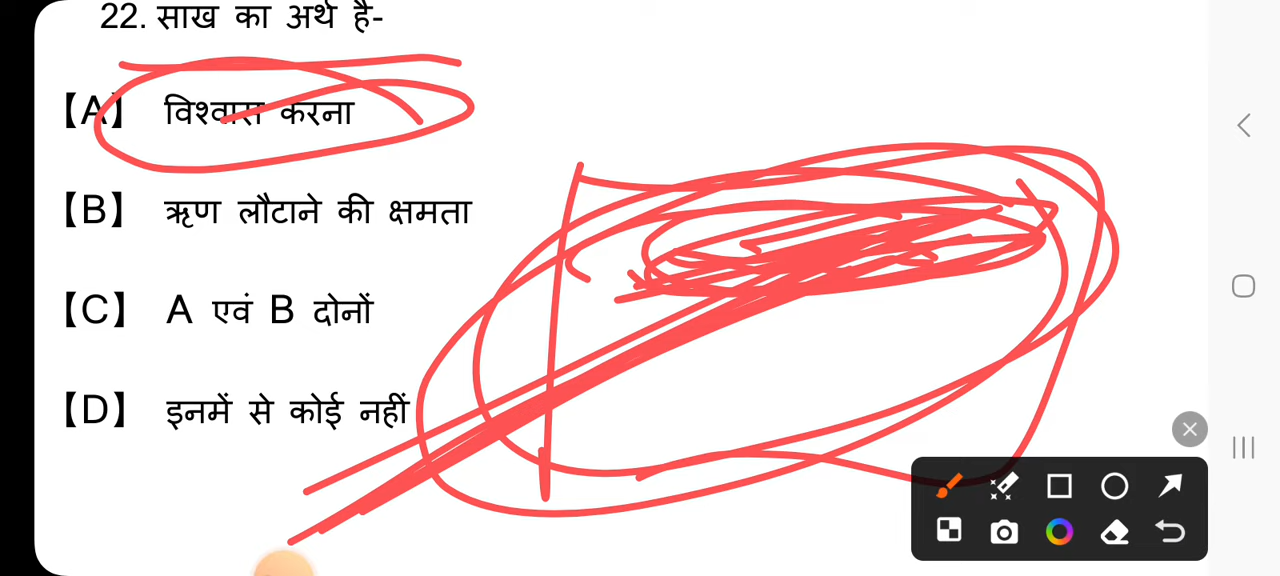 22. साख का अर्थ है-
【A】 विश्वास करना
【B】 ऋण लौटाने की क्षमता
【C】 A एवं B दोनों
【D】 इनमें से कोई नहीं